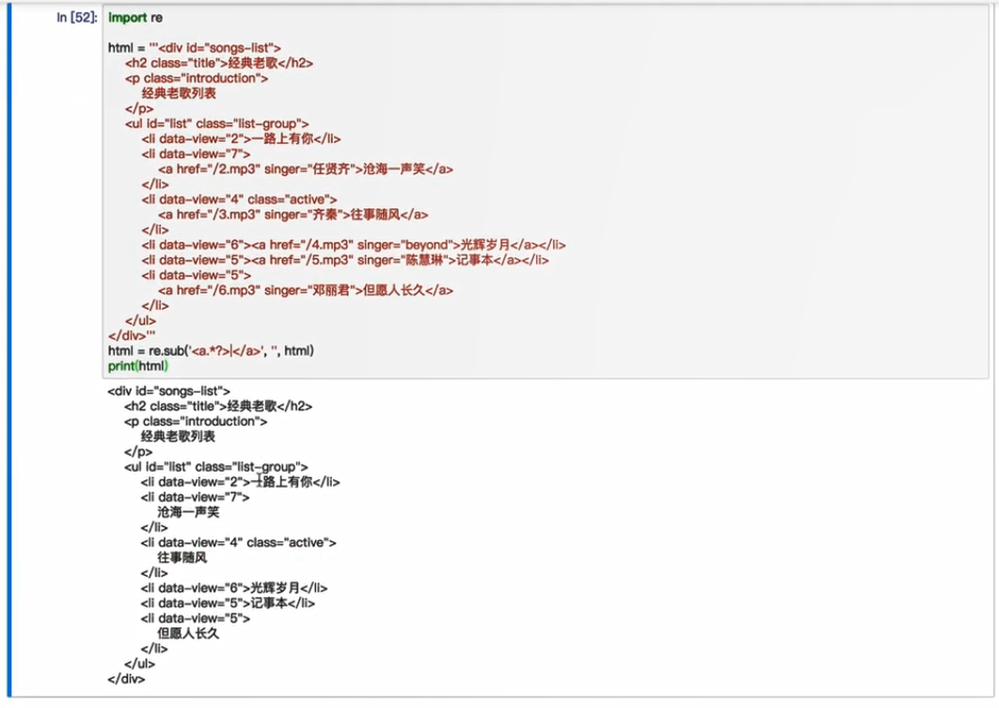 In [52]: import re
html = '''<div id="songs-list">
<h2 class="title">经典老歌</h2>
<p class="introduction">
经典老歌列表
</p>
<ul id="list" class="list-group">
<li data-view="2">一路上有你</li>
<li data-view="7">
<a href="/2.mp3" singer="任贤齐">沧海一声笑</a>
</li>
<li data-view="4" class="active">
<a href="/3.mp3" singer="齐秦">往事随风</a>
</li>
<li data-view="6"><a href="/4.mp3" singer="beyond">光辉岁月</a></li>
<li data-view="5"><a href="/5.mp3" singer="陈慧琳">记事本</a></li>
<li data-view="5">
<a href="/6.mp3" singer="邓丽君">但愿人长久</a>
</li>
</ul>
</div>'''
html = re.sub('<a.*?>|</a>', '', html)
print(html)
<div id="songs-list">
<h2 class="title">经典老歌</h2>
<p class="introduction">
经典老歌列表
</p>
<ul id="list" class="list-group">
<li data-view="2">一路上有你</li>
<li data-view="7">
沧海一声笑
</li>
<li data-view="4" class="active">
往事随风
</li>
<li data-view="6">光辉岁月</li>
<li data-view="5">记事本</li>
<li data-view="5">
但愿人长久
</li>
</ul>
</div>